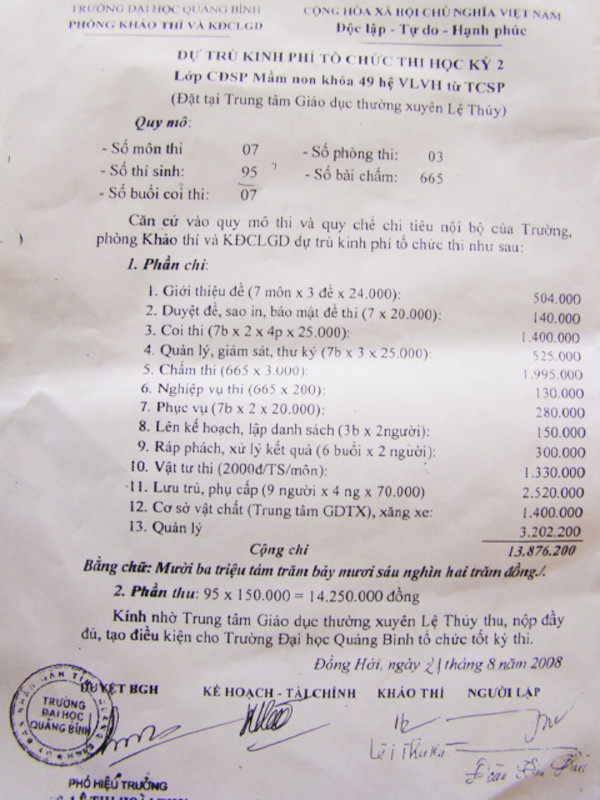 TRƯỜNG ĐẠI HỌC QUẢNG BÌNH
PHÒNG KHẢO THÍ VÀ KĐCLGD
CỘNG HÒA XÃ HỘI CHỦ NGHĨA VIỆT NAM
Độc lập - Tự do - Hạnh phúc
DỰ TRÙ KINH PHÍ TỔ CHỨC THI HỌC KỲ 2
Lớp CĐSP Mầm non khóa 49 hệ VLVH từ TCSP
(Đặt tại Trung tâm Giáo dục thường xuyên Lệ Thủy)
Quy mô:
- Số môn thi 07 - Số phòng thi: 03
- Số thí sinh: 95 - Số bài chấm: 665
- Số buổi coi thi: 07
Căn cứ vào quy mô thi và quy chế chi tiêu nội bộ của Trường,
phòng Khảo thí và KĐCLGD dự trù kinh phí tổ chức thi như sau:
1. Phần chi:
1. Giới thiệu đề (7 môn x 3 đề x 24.000): 504.000
2. Duyệt đề, sao in, bảo mật đề thi (7 x 20.000): 140.000
3. Coi thi (7b x 2 x 4p x 25.000): 1.400.000
4. Quản lý, giám sát, thư ký (7b x 3 x 25.000): 525.000
5. Chấm thi (665 x 3.000): 1.995.000
6. Nghiệp vụ thi (665 x 200): 130.000
7. Phục vụ (7b x 2 x 20.000): 280.000
8. Lên kế hoạch, lập danh sách (3b x 2người): 150.000
9. Ráp phách, xử lý kết quả (6 buổi x 2 người): 300.000
10. Vật tư thi (2000đ/TS/môn): 1.330.000
11. Lưu trú, phụ cấp (9 người x 4 ng x 70.000) 2.520.000
12. Cơ sở vật chất (Trung tâm GDTX), xăng xe: 1.400.000
13. Quản lý 3.202.200
Cộng chi 13.876.200
Bằng chữ: Mười ba triệu tám trăm bảy mươi sáu nghìn hai trăm đồng./.
2. Phần thu: 95 x 150.000 = 14.250.000 đồng
Kính nhờ Trung tâm Giáo dục thường xuyên Lệ Thủy thu, nộp đầy
đủ, tạo điều kiện cho Trường Đại học Quảng Bình tổ chức tốt kỳ thi.
Đồng Hới, ngày 21 tháng 8 năm 2008
DUYỆT BGH KẾ HOẠCH - TÀI CHÍNH KHẢO THÍ NGƯỜI LẬP
TRƯỜNG
ĐẠI HỌC
QUẢNG BÌNH
PHÓ HIỆU TRƯỞNG